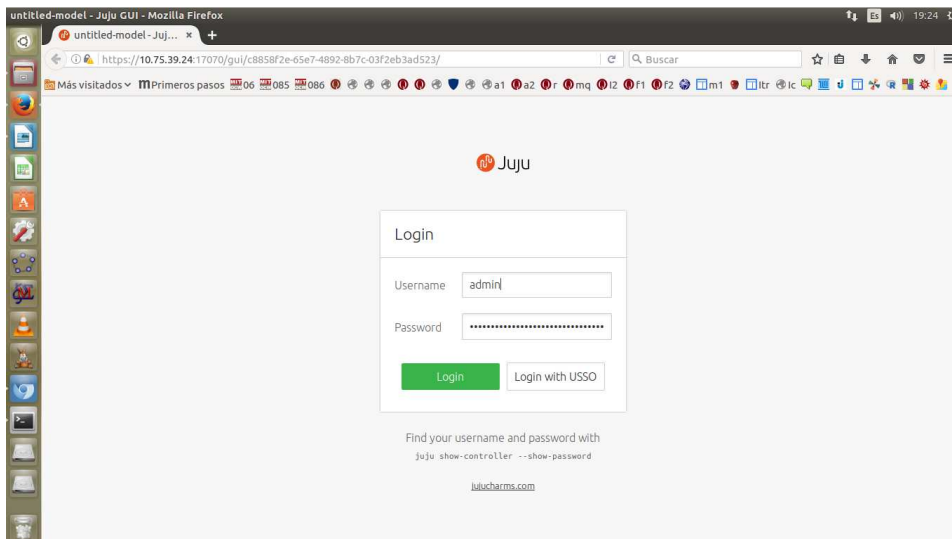 untitled-model - Juju GUI - Mozilla Firefox
Es
19:24
untitled-model - Juj... × +
https://10.75.39.24:17070/gui/c8858f2e-65e7-4892-8b7c-03f2eb3ad523/
Buscar
Más visitados Primeros pasos 06 085 086 a1 a2 r mq l2 f1 f2 m1 ltr lc
Juju
Login
Username admin
Password
Login Login with USSO
Find your username and password with
juju show-controller --show-password
jujucharms.com